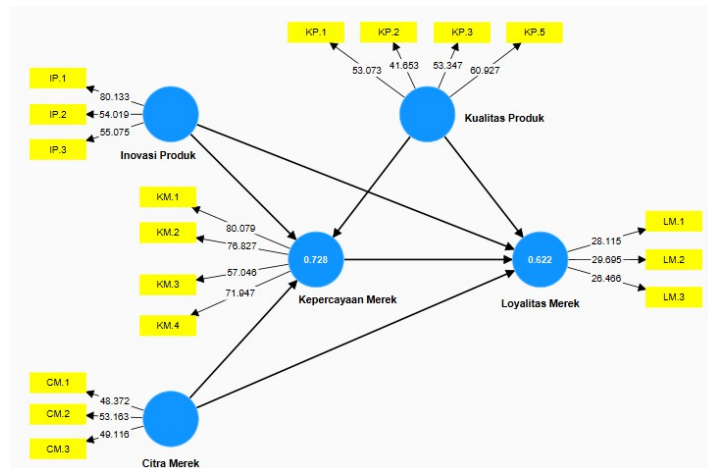 KP.1
KP.2
KP.3
KP.5
53.073
41.653
53.347
60.927
Kualitas Produk
IP.1
IP.2
IP.3
80.133
54.019
55.075
Inovasi Produk
KM.1
KM.2
KM.3
KM.4
80.079
76.827
57.046
71.947
0.728
Kepercayaan Merek
0.622
Loyalitas Merek
28.115
29.695
26.466
LM.1
LM.2
LM.3
CM.1
CM.2
CM.3
48.372
53.163
49.116
Citra Merek